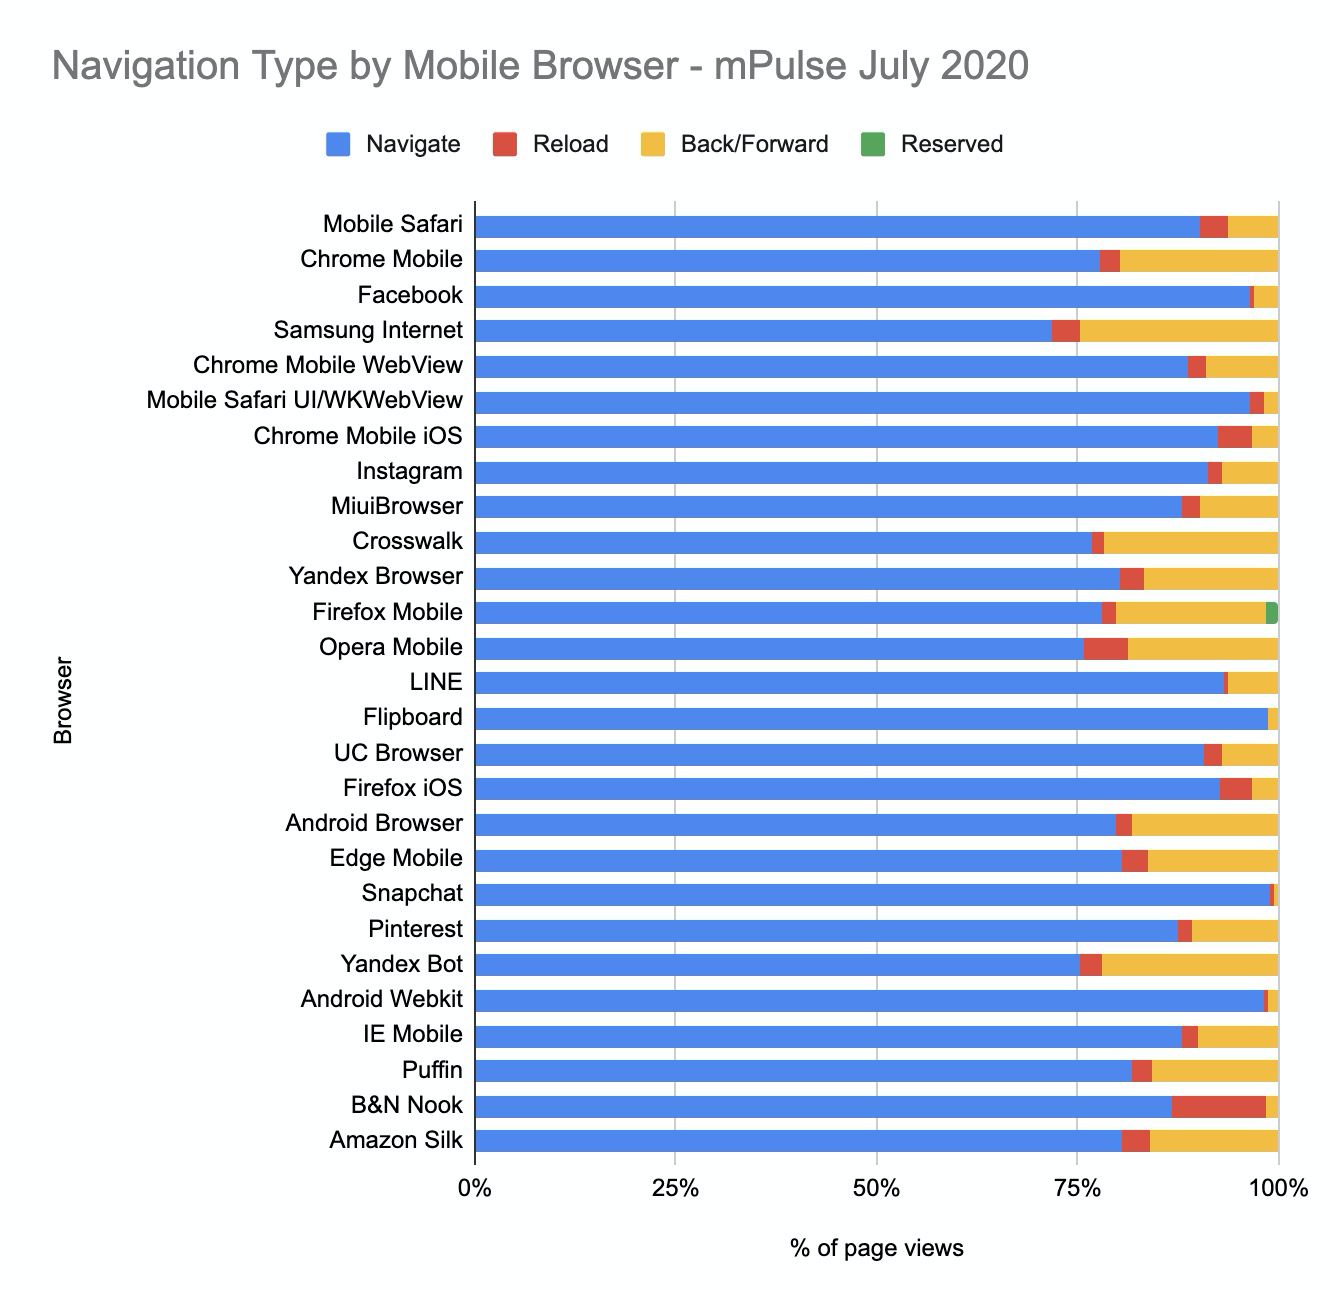 Navigation Type by Mobile Browser - mPulse July 2020
Navigate Reload Back/Forward Reserved
Mobile Safari
Chrome Mobile
Facebook
Samsung Internet
Chrome Mobile WebView
Mobile Safari UI/WKWebView
Chrome Mobile iOS
Instagram
MiuiBrowser
Crosswalk
Yandex Browser
Firefox Mobile
Opera Mobile
LINE
Flipboard
UC Browser
Firefox iOS
Android Browser
Edge Mobile
Snapchat
Pinterest
Yandex Bot
Android Webkit
IE Mobile
Puffin
B&N Nook
Amazon Silk
Browser
0% 25% 50% 75% 100%
% of page views